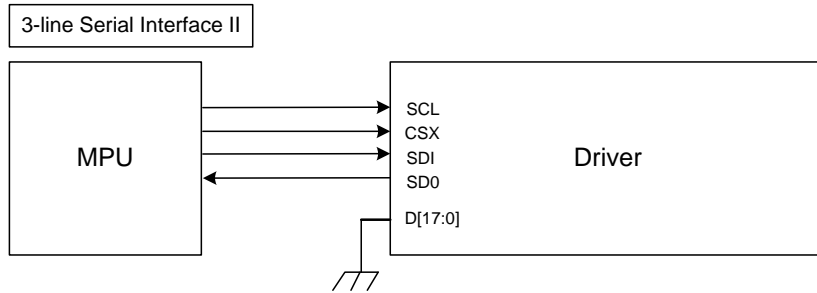 3-line Serial Interface II
MPU
SCL
CSX
SDI
SD0
D[17:0]
Driver